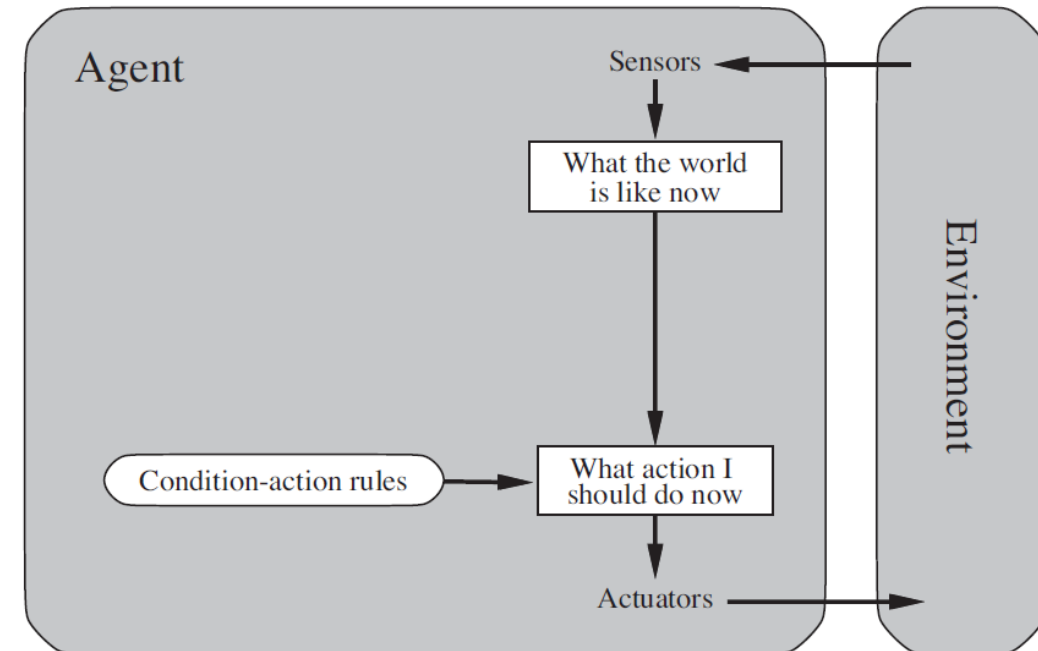 Agent
Sensors
What the world
is like now
Environment
Condition-action rules
What action I
should do now
Actuators